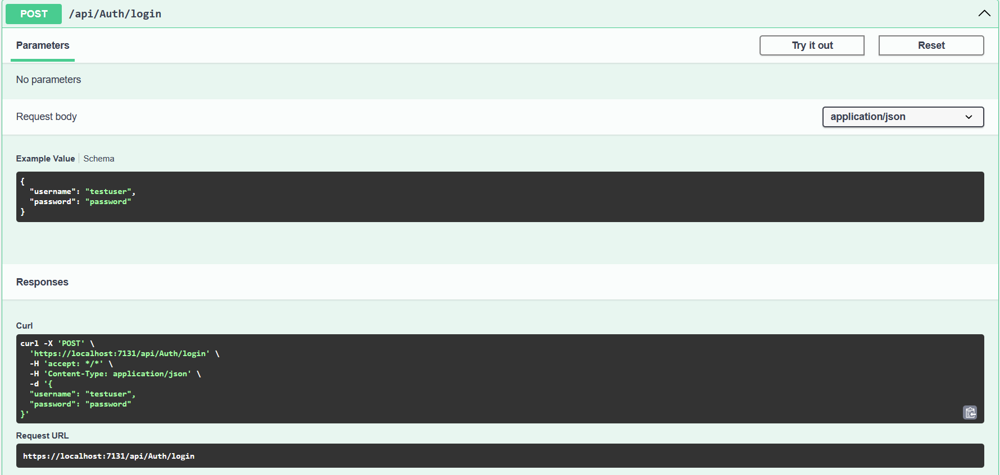 POST /api/Auth/login
Parameters
Try it out
Reset
No parameters
Request body
application/json
Example Value
Schema
{
  "username": "testuser",
  "password": "password"
}
Responses
Curl
curl -X 'POST' \
  'https://localhost:7131/api/Auth/login' \
  -H 'accept: */*' \
  -H 'Content-Type: application/json' \
  -d '{
  "username": "testuser",
  "password": "password"
}'
Request URL
https://localhost:7131/api/Auth/login